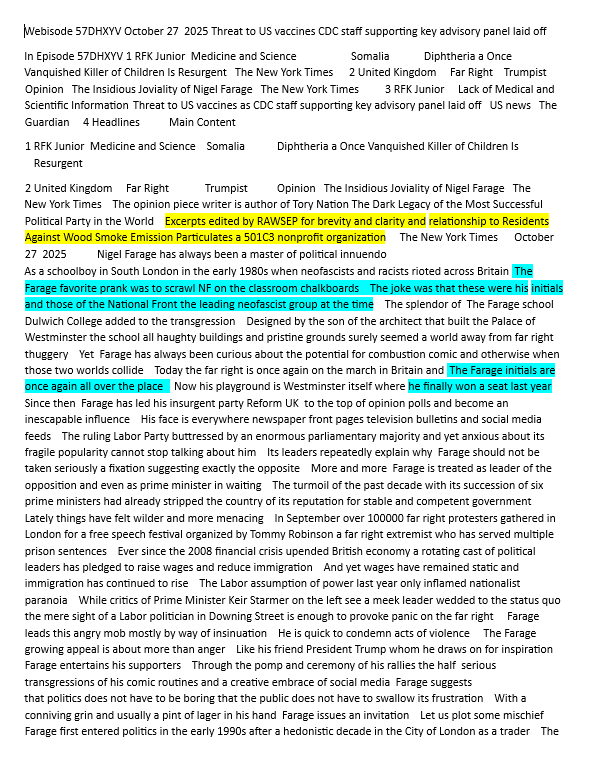 Webisode 57DHXYV October 27  2025 Threat to US vaccines CDC staff supporting key advisory panel laid off
In Episode 57DHXYV 1 RFK Junior  Medicine and Science Somalia Diphtheria a Once
Vanquished Killer of Children Is Resurgent   The New York Times 2 United Kingdom Far Right Trumpist
Opinion   The Insidious Joviality of Nigel Farage   The New York Times 3 RFK Junior Lack of Medical and
Scientific Information  Threat to US vaccines as CDC staff supporting key advisory panel laid off   US news   The
Guardian 4 Headlines Main Content
1 RFK Junior  Medicine and Science Somalia Diphtheria a Once Vanquished Killer of Children Is
Resurgent
2 United Kingdom Far Right Trumpist Opinion   The Insidious Joviality of Nigel Farage   The
New York Times   The opinion piece writer is author of Tory Nation The Dark Legacy of the Most Successful
Political Party in the World   Excerpts edited by RAWSEP for brevity and clarity and relationship to Residents
Against Wood Smoke Emission Particulates a 501C3 nonprofit organization The New York Times October
27  2025 Nigel Farage has always been a master of political innuendo
As a schoolboy in South London in the early 1980s when neofascists and racists rioted across Britain  The
Farage favorite prank was to scrawl NF on the classroom chalkboards   The joke was that these were his initials
and those of the National Front the leading neofascist group at the time   The splendor of  The Farage school
Dulwich College added to the transgression   Designed by the son of the architect that built the Palace of
Westminster the school all haughty buildings and pristine grounds surely seemed a world away from far right
thuggery   Yet  Farage has always been curious about the potential for combustion comic and otherwise when
those two worlds collide   Today the far right is once again on the march in Britain and  The Farage initials are
once again all over the place   Now his playground is Westminster itself where he finally won a seat last year
Since then  Farage has led his insurgent party Reform UK  to the top of opinion polls and become an
inescapable influence   His face is everywhere newspaper front pages television bulletins and social media
feeds   The ruling Labor Party buttressed by an enormous parliamentary majority and yet anxious about its
fragile popularity cannot stop talking about him   Its leaders repeatedly explain why  Farage should not be
taken seriously a fixation suggesting exactly the opposite   More and more  Farage is treated as leader of the
opposition and even as prime minister in waiting   The turmoil of the past decade with its succession of six
prime ministers had already stripped the country of its reputation for stable and competent government
Lately things have felt wilder and more menacing   In September over 100000 far right protesters gathered in
London for a free speech festival organized by Tommy Robinson a far right extremist who has served multiple
prison sentences   Ever since the 2008 financial crisis upended British economy a rotating cast of political
leaders has pledged to raise wages and reduce immigration   And yet wages have remained static and
immigration has continued to rise   The Labor assumption of power last year only inflamed nationalist
paranoia   While critics of Prime Minister Keir Starmer on the left see a meek leader wedded to the status quo
the mere sight of a Labor politician in Downing Street is enough to provoke panic on the far right   Farage
leads this angry mob mostly by way of insinuation   He is quick to condemn acts of violence   The Farage
growing appeal is about more than anger   Like his friend President Trump whom he draws on for inspiration
Farage entertains his supporters   Through the pomp and ceremony of his rallies the half  serious
transgressions of his comic routines and a creative embrace of social media  Farage suggests
that politics does not have to be boring that the public does not have to swallow its frustration   With a
conniving grin and usually a pint of lager in his hand  Farage issues an invitation   Let us plot some mischief
Farage first entered politics in the early 1990s after a hedonistic decade in the City of London as a trader   The